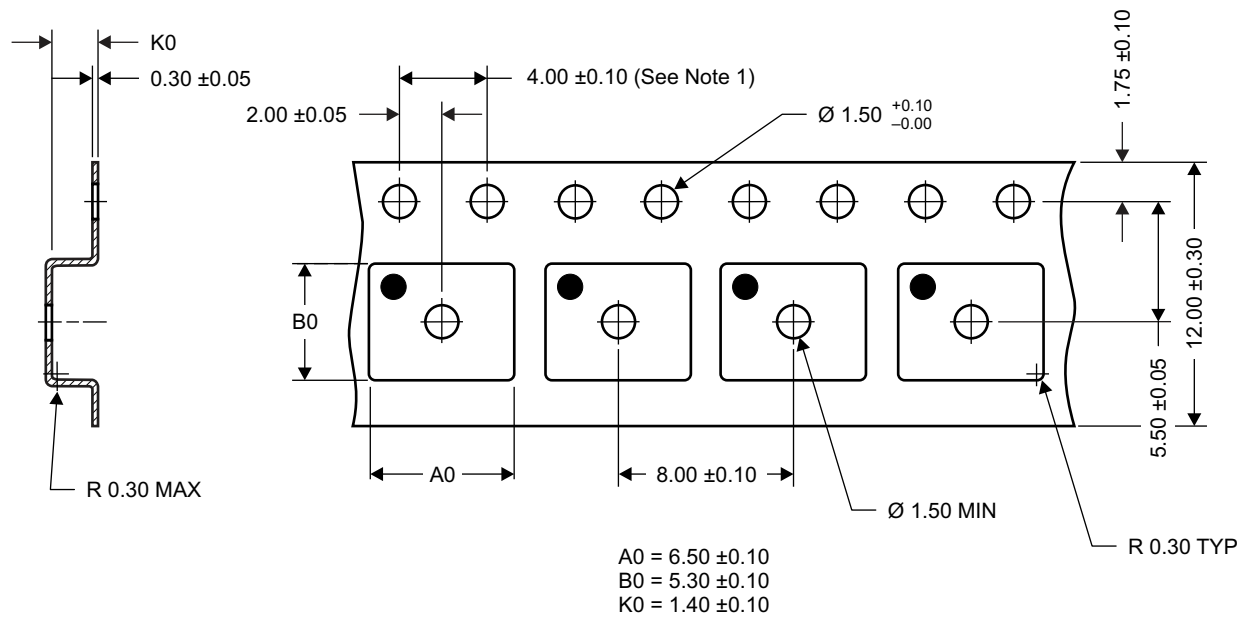 K0
0.30 ±0.05
4.00 ±0.10 (See Note 1)
2.00 ±0.05
Ø 1.50 +0.10 –0.00
1.75 ±0.10
B0
12.00 ±0.30
5.50 ±0.05
A0
8.00 ±0.10
R 0.30 MAX
Ø 1.50 MIN
R 0.30 TYP
A0 = 6.50 ±0.10
B0 = 5.30 ±0.10
K0 = 1.40 ±0.10